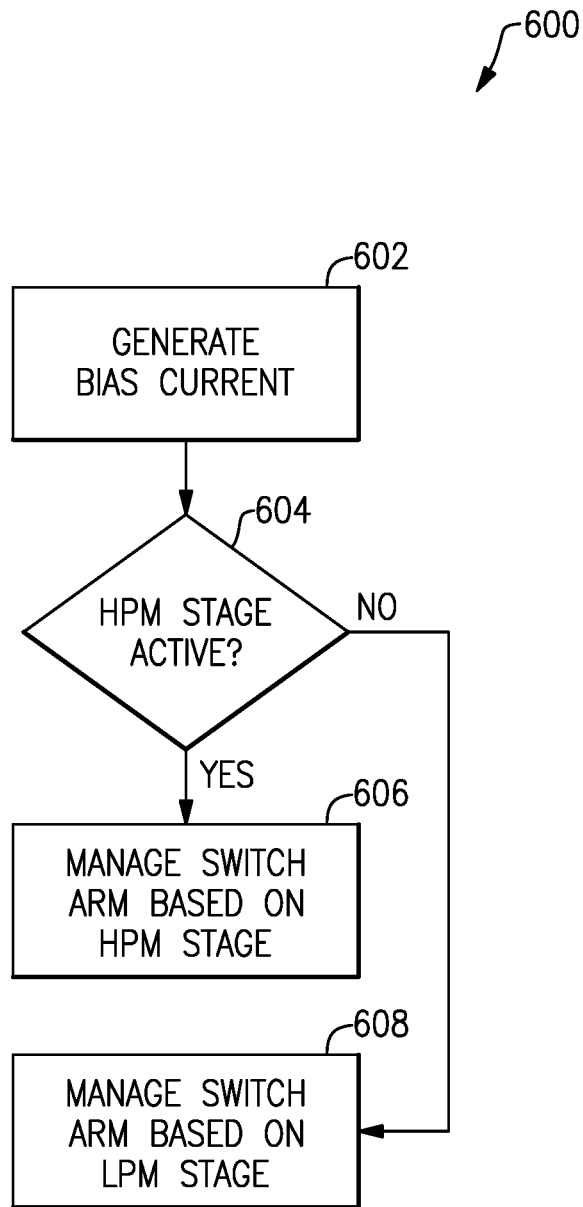 600
602
GENERATE
BIAS CURRENT
604
HPM STAGE
ACTIVE?
NO
YES
606
MANAGE SWITCH
ARM BASED ON
HPM STAGE
608
MANAGE SWITCH
ARM BASED ON
LPM STAGE